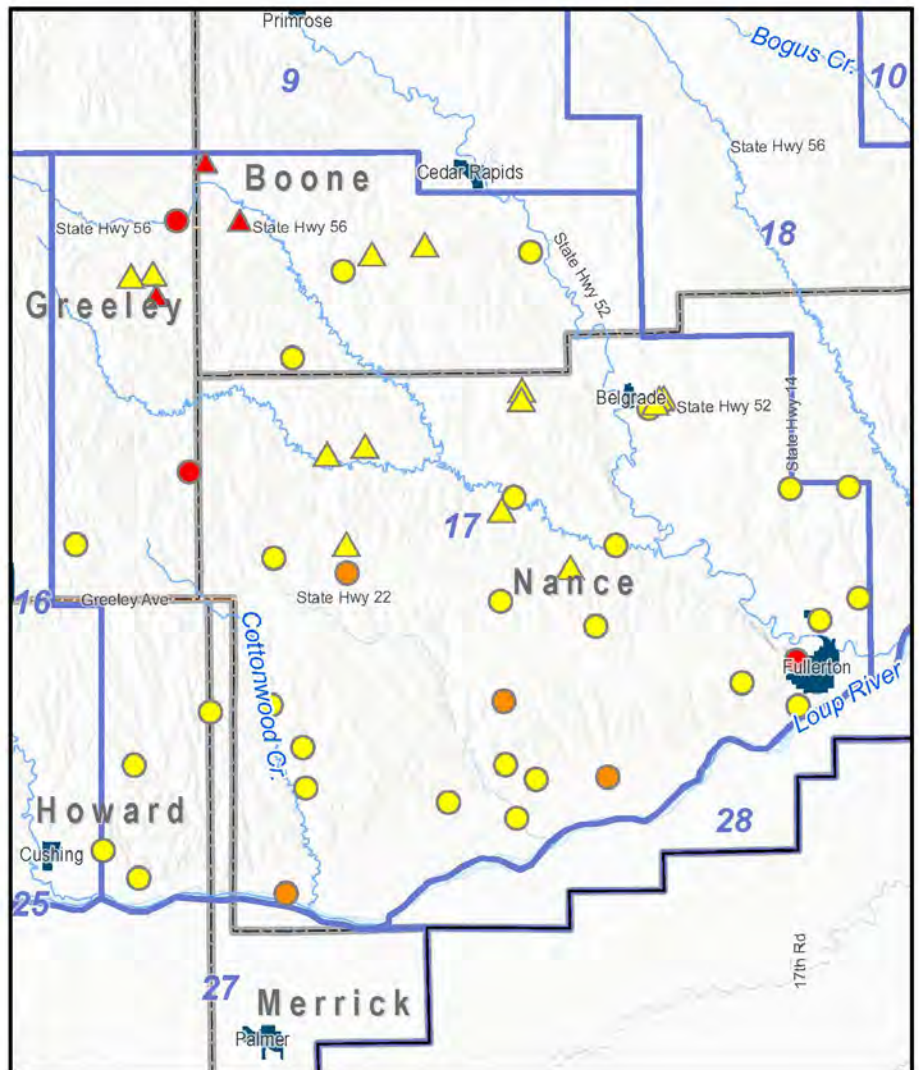 Primrose
Bogus Cr.
9
10
State Hwy 56
Cedar Rapids
Boone
State Hwy 56
State Hwy 56
18
State Hwy 52
Greeley
Belgrade
State Hwy 52
State Hwy 14
17
Nance
State Hwy 22
16
Greeley Ave
Cottonwood Cr.
Fullerton
Loup River
Howard
28
Cushing
25
17th Rd
27
Merrick
Palmer